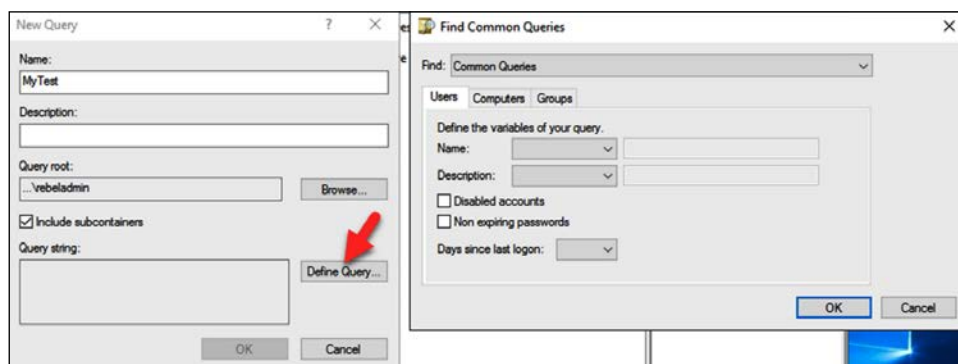 New Query
?
Name:
MyTest
Description:
Query root:
...\rebeladmin
Browse...
Include subcontainers
Query string:
Define Query...
OK
Cancel
es
e
Find Common Queries
Find:
Common Queries
Users
Computers
Groups
Define the variables of your query.
Name:
Description:
Disabled accounts
Non expiring passwords
Days since last logon:
OK
Cancel